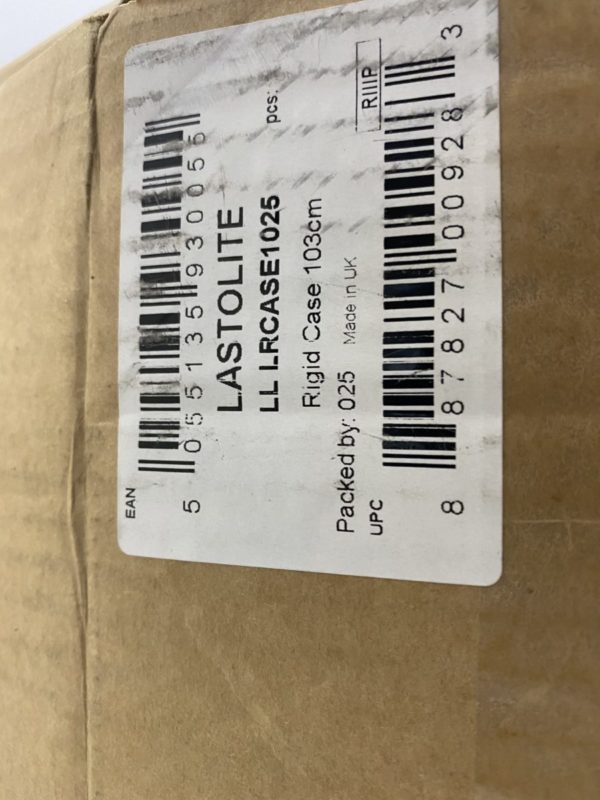 EAN
5 055135 930055
LASTOLITE
LL LRCASE1025
pcs:
Rigid Case 103cm
Packed by: 025 Made in UK
RIIIP
UPC
8 87827 00928 3